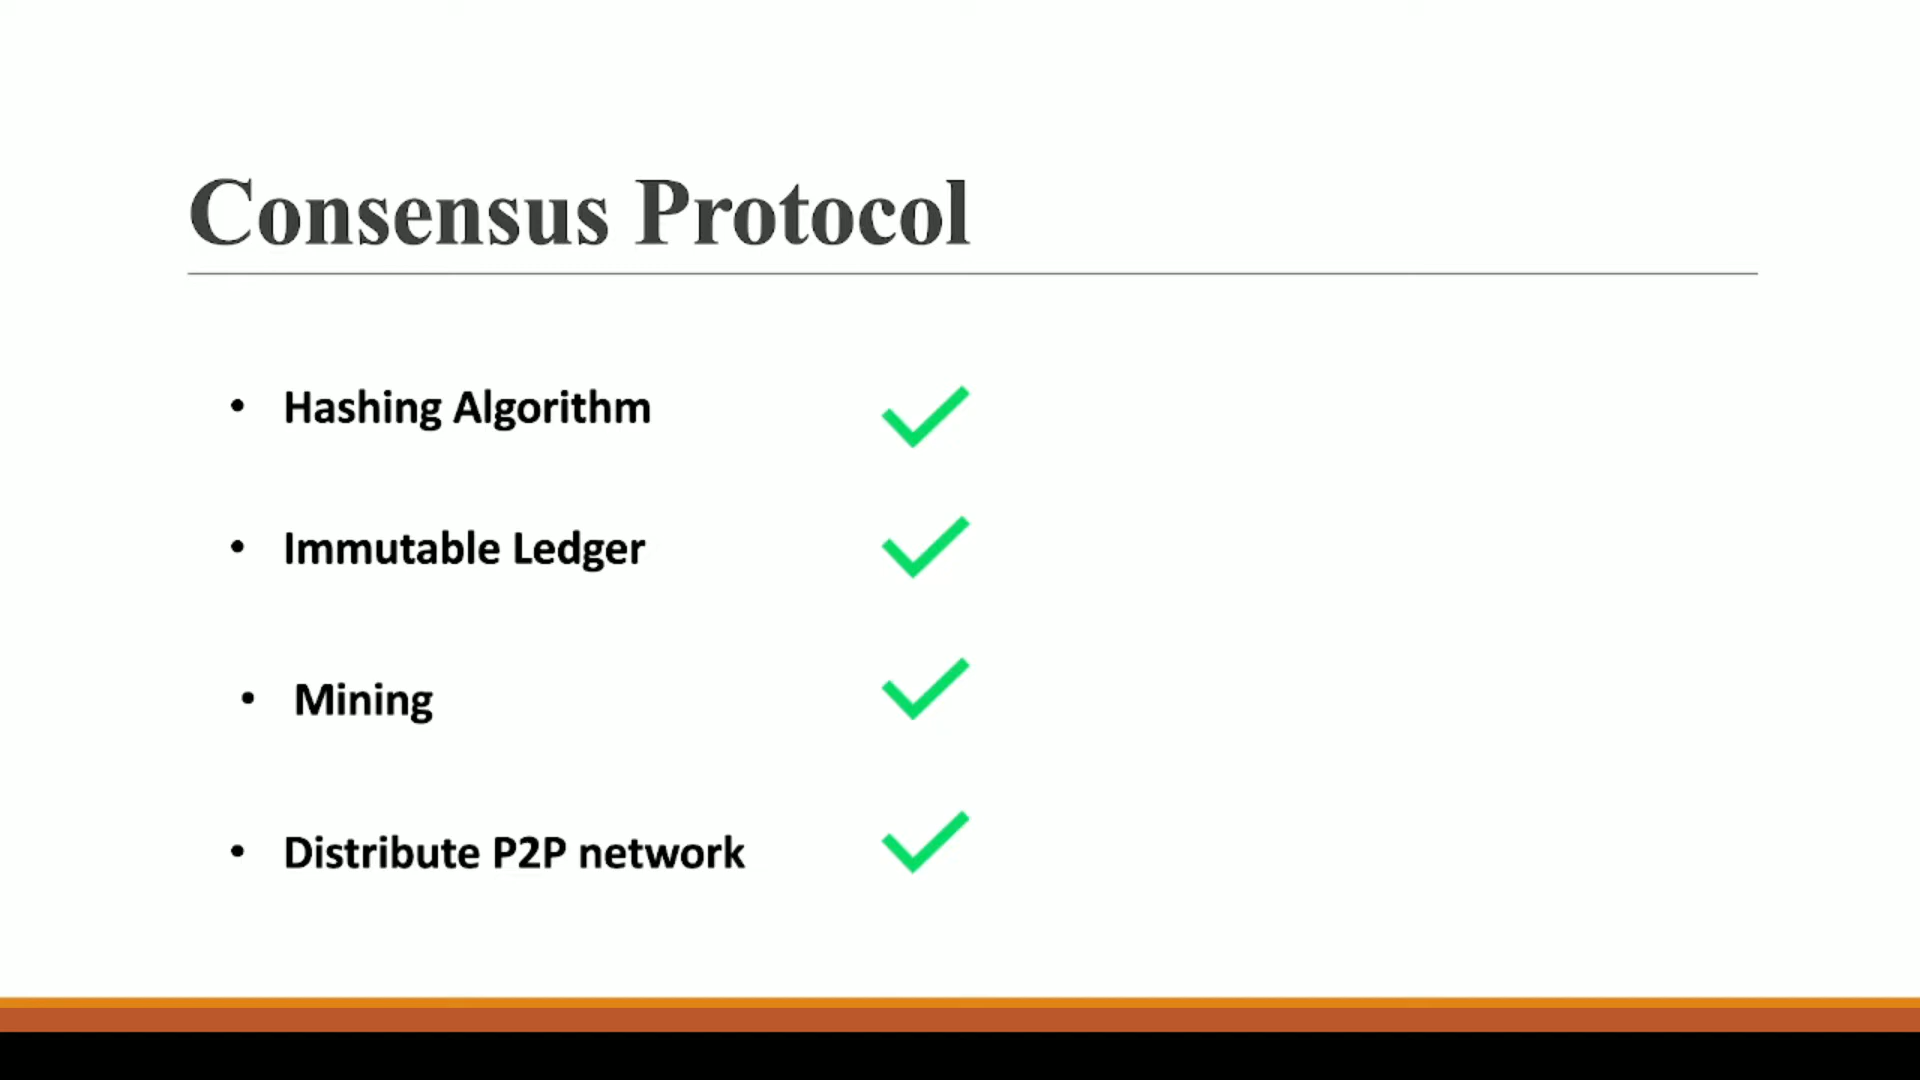 Consensus Protocol
• Hashing Algorithm
• Immutable Ledger
• Mining
• Distribute P2P network